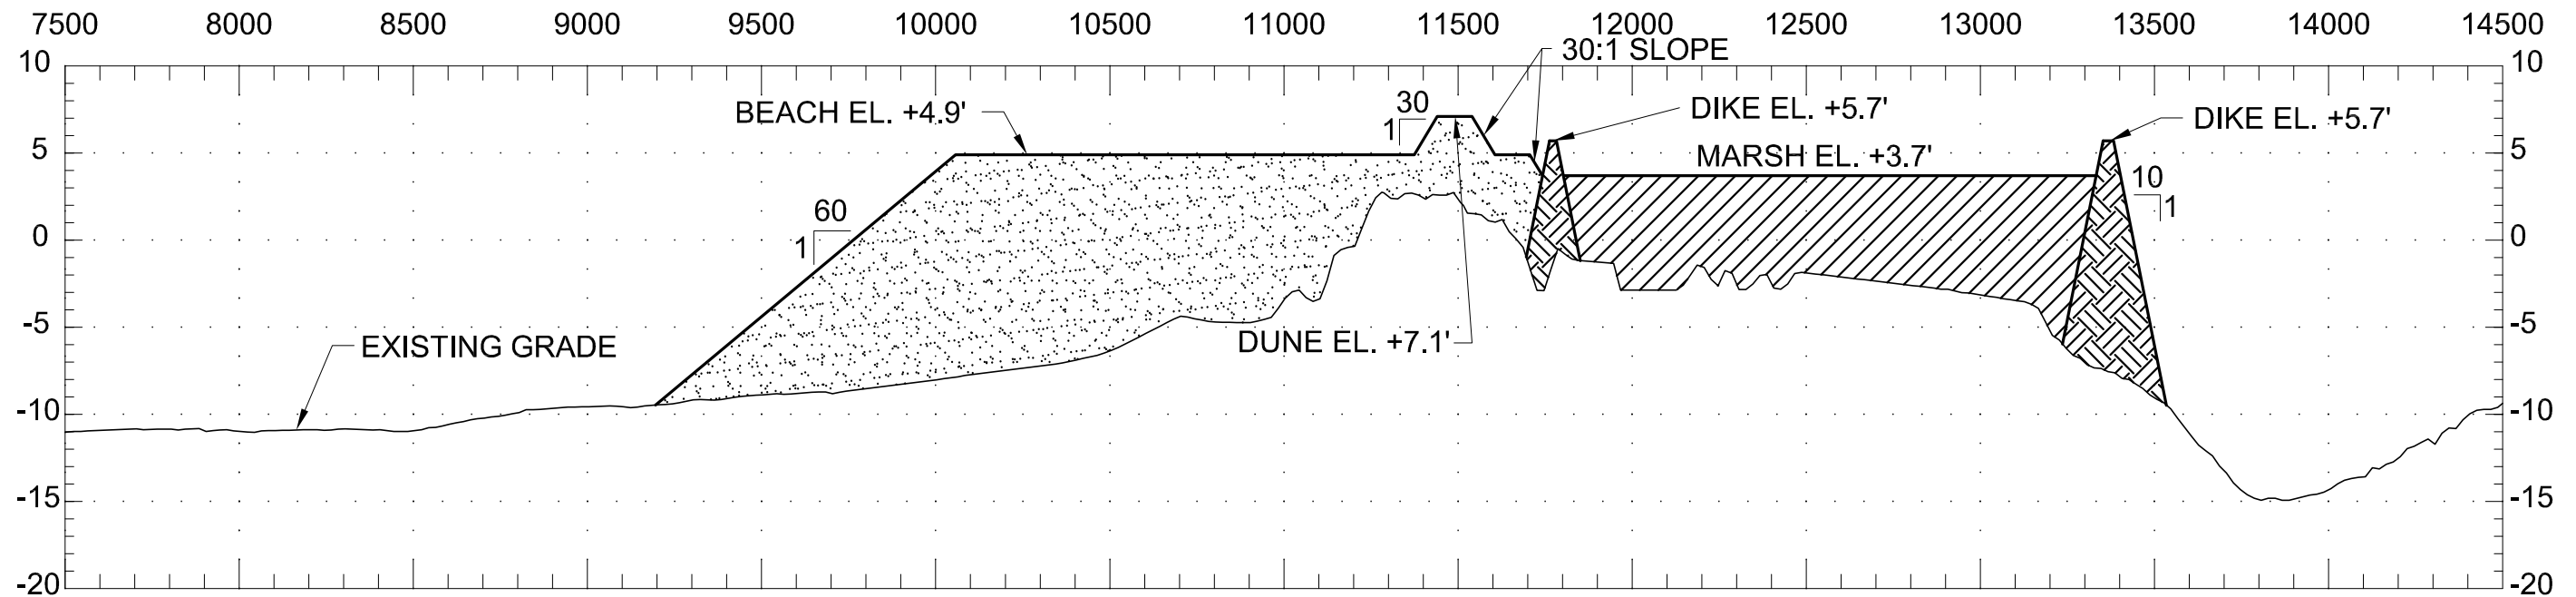 7500 8000 8500 9000 9500 10000 10500 11000 11500 12000 12500 13000 13500 14000 14500
30:1 SLOPE
10 10
BEACH EL. +4.9'
30
1
DIKE EL. +5.7'
DIKE EL. +5.7'
5 5
MARSH EL. +3.7'
10
1
60
1
0 0
-5 -5
DUNE EL. +7.1'
EXISTING GRADE
-10 -10
-15 -15
-20 -20